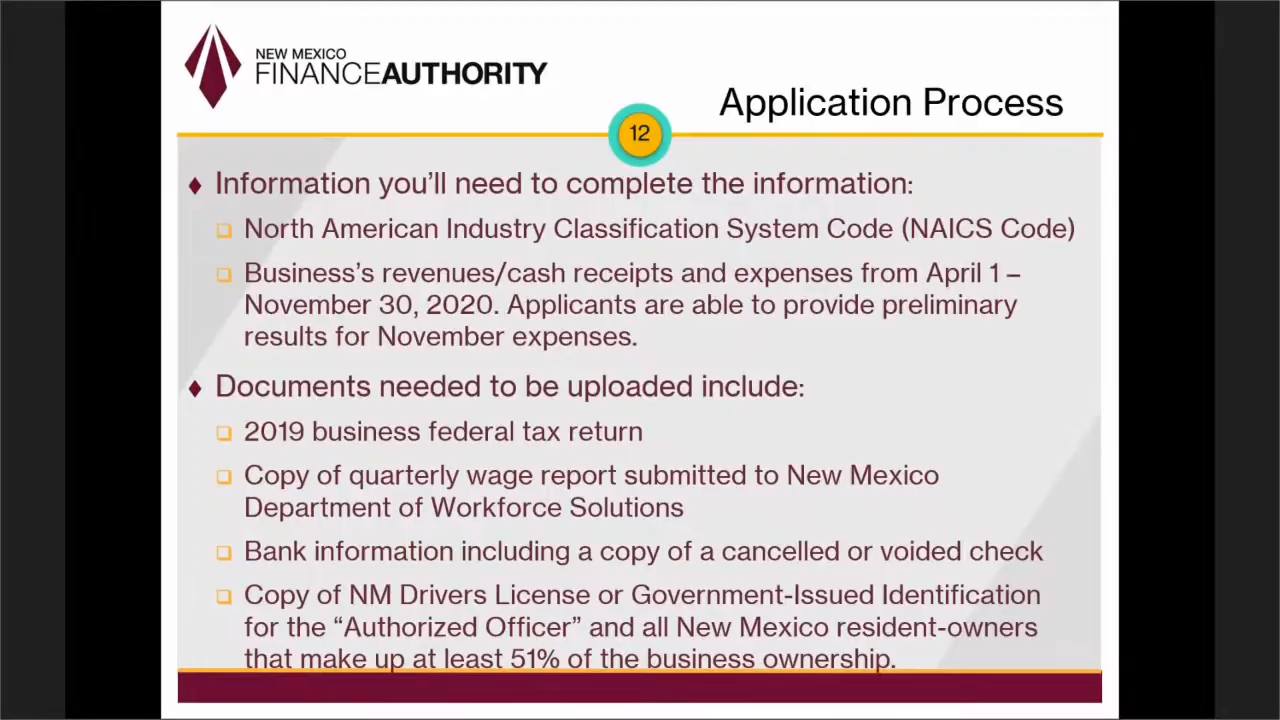 NEW MEXICO
FINANCEAUTHORITY
Application Process
12
Information you’ll need to complete the information:
North American Industry Classification System Code (NAICS Code)
Business’s revenues/cash receipts and expenses from April 1 –
November 30, 2020. Applicants are able to provide preliminary
results for November expenses.
Documents needed to be uploaded include:
2019 business federal tax return
Copy of quarterly wage report submitted to New Mexico
Department of Workforce Solutions
Bank information including a copy of a cancelled or voided check
Copy of NM Drivers License or Government-Issued Identification
for the “Authorized Officer” and all New Mexico resident-owners
that make up at least 51% of the business ownership.